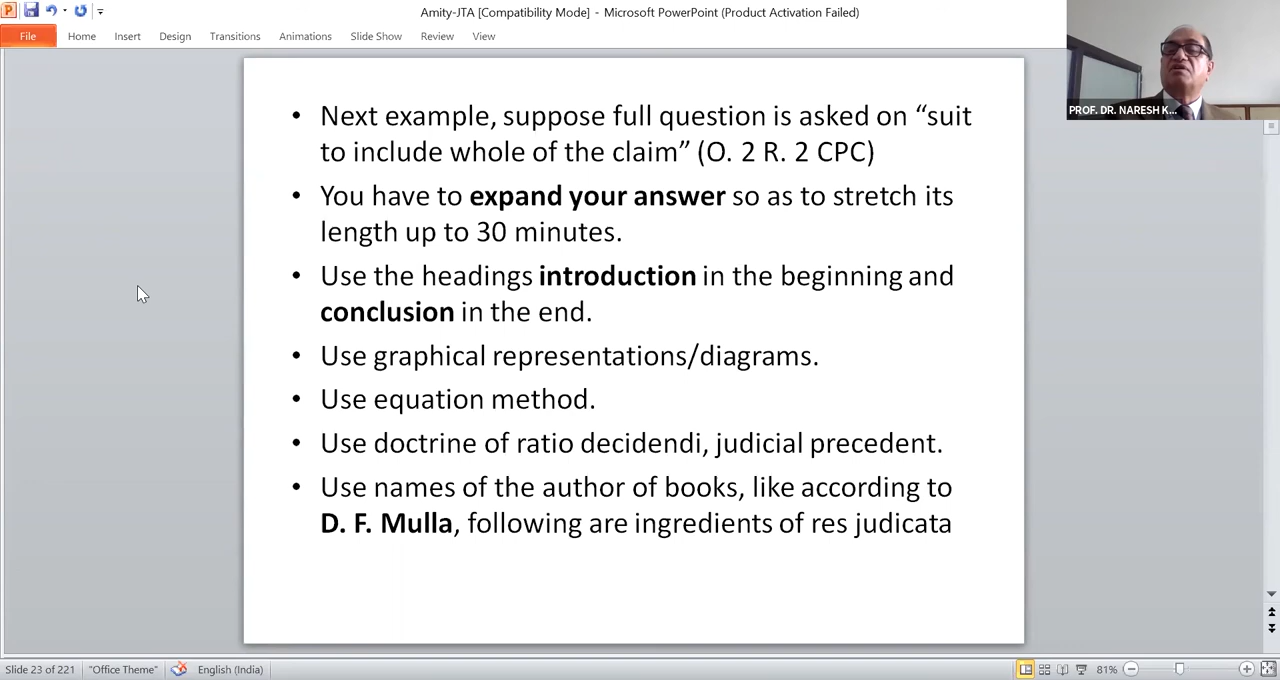 Amity-JTA [Compatibility Mode] - Microsoft PowerPoint (Product Activation Failed)
File Home Insert Design Transitions Animations Slide Show Review View
PROF. DR. NARESH K...
• Next example, suppose full question is asked on “suit
to include whole of the claim” (O. 2 R. 2 CPC)
• You have to expand your answer so as to stretch its
length up to 30 minutes.
• Use the headings introduction in the beginning and
conclusion in the end.
• Use graphical representations/diagrams.
• Use equation method.
• Use doctrine of ratio decidendi, judicial precedent.
• Use names of the author of books, like according to
D. F. Mulla, following are ingredients of res judicata
Slide 23 of 221 "Office Theme" English (India) 81%